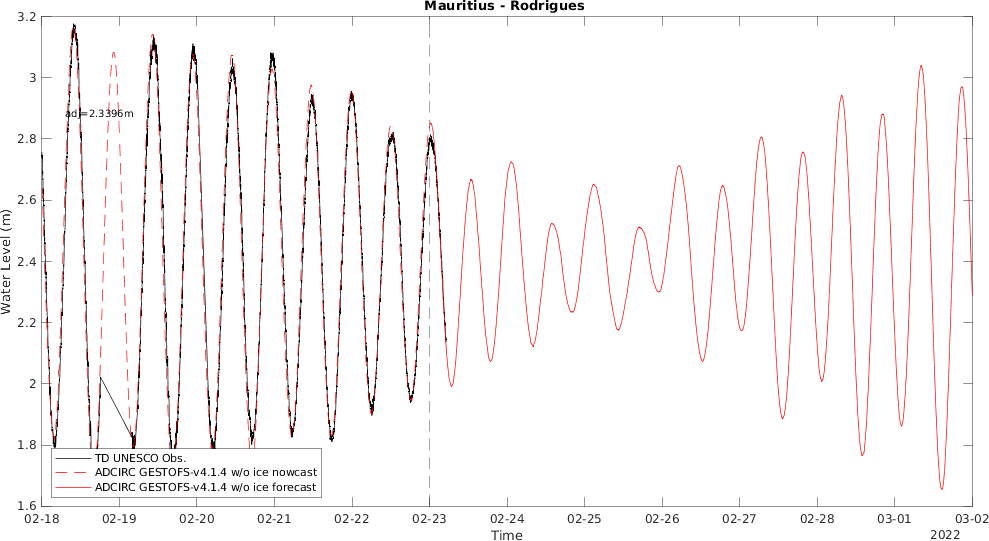 Mauritius - Rodrigues
3.2
3
2.8
2.6
2.4
2.2
2
1.8
1.6
Water Level (m)
adj=2.3396m
TD UNESCO Obs.
ADCIRC GESTOFS-v4.1.4 w/o ice nowcast
ADCIRC GESTOFS-v4.1.4 w/o ice forecast
02-18 02-19 02-20 02-21 02-22 02-23 02-24 02-25 02-26 02-27 02-28 03-01 03-02
Time
2022